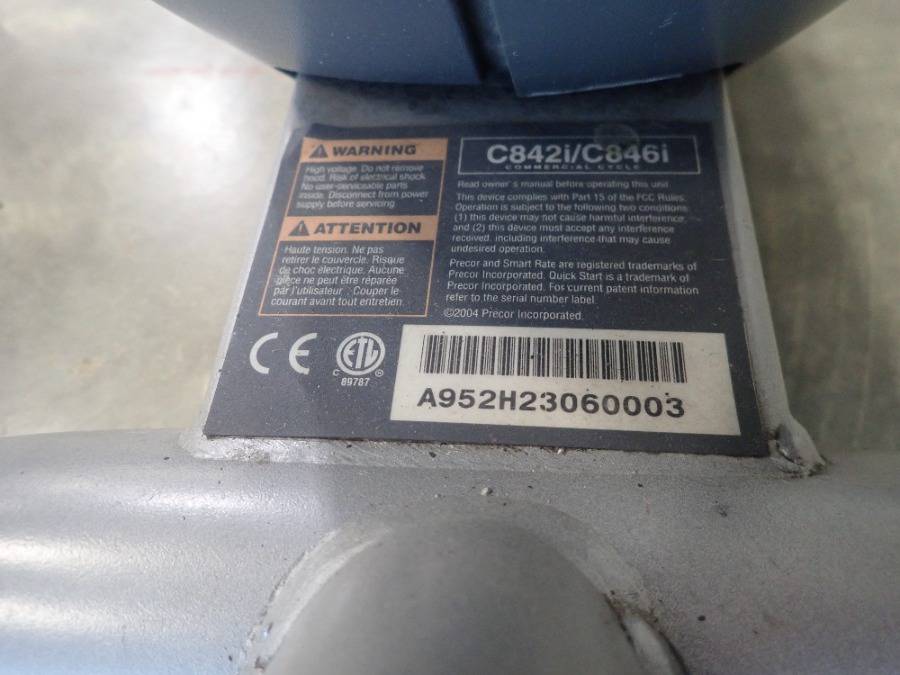 WARNING
High voltage. Do not remove
hood. Risk of electrical shock.
No user-serviceable parts
inside. Disconnect from power
supply before servicing
ATTENTION
Haute tension. Ne pas
retirer le couvercle. Risque
de choc électrique. Aucune
pièce ne peut être réparée
par l'utilisateur. Couper le
courant avant tout entretien.
C842i/C846i
COMMERCIAL CYCLE
Read owner's manual before operating this unit.
This device complies with Part 15 of the FCC Rules.
Operation is subject to the following two conditions:
(1) this device may not cause harmful interference,
and (2) this device must accept any interference
received, including interference that may cause
undesired operation.
Precor and Smart Rate are registered trademarks of
Precor Incorporated. Quick Start is a trademark of
Precor Incorporated. For current patent information
refer to the serial number label.
©2004 Precor Incorporated.
CE
ETL
C ®
89787
A952H23060003